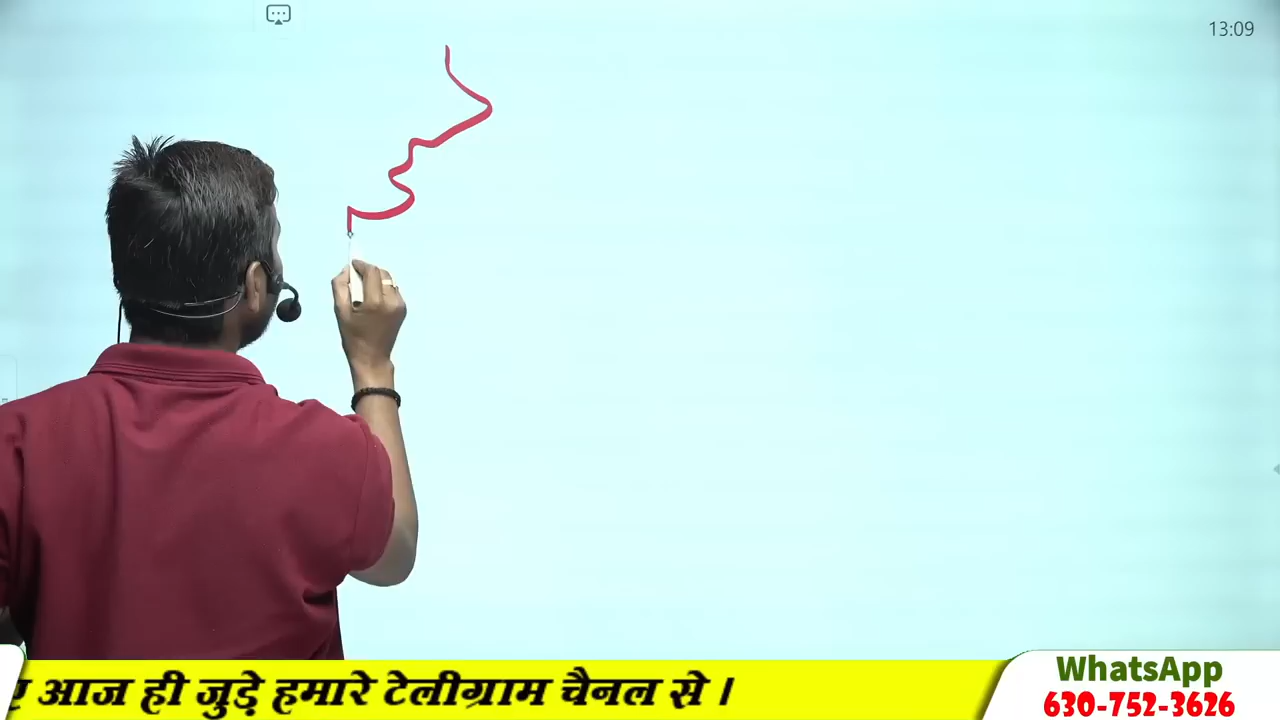 13:09
ए आज ही जुड़े हमारे टेलीग्राम चैनल से ।
WhatsApp
630-752-3626